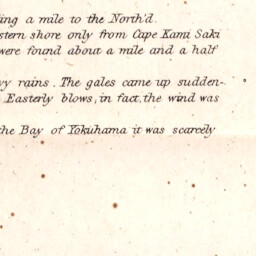 ing a mile to the North'd.
stern shore only from Cape Kami Saki
were found about a mile and a half
vy rains. The gales came up sudden-
Easterly blows, in fact, the wind was
the Bay of Yokuhama it was scarcely